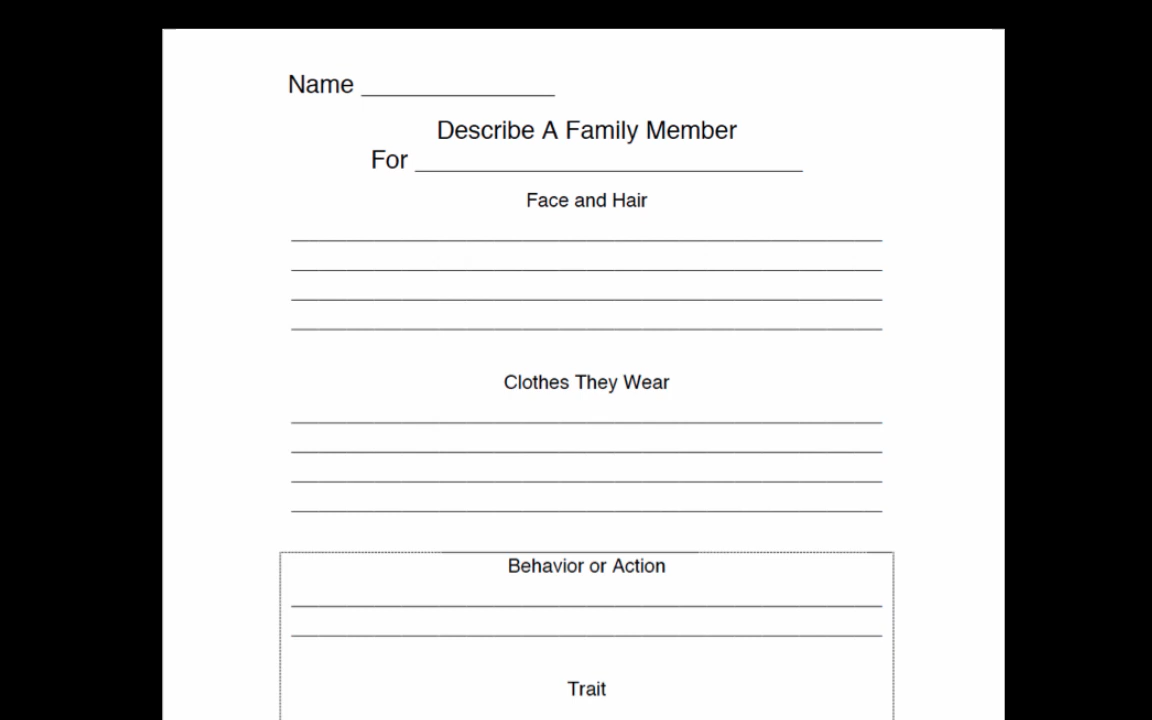 Name ______________
Describe A Family Member
For ____________________________
Face and Hair
Clothes They Wear
Behavior or Action
Trait